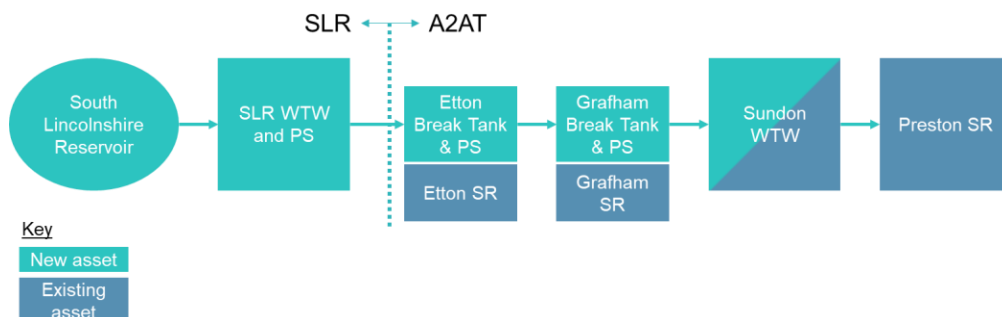 SLR
A2AT
South
Lincolnshire
Reservoir
SLR WTW
and PS
Etton
Break Tank
& PS
Etton SR
Grafham
Break Tank
& PS
Grafham
SR
Sundon
WTW
Preston SR
Key
New asset
Existing
asset